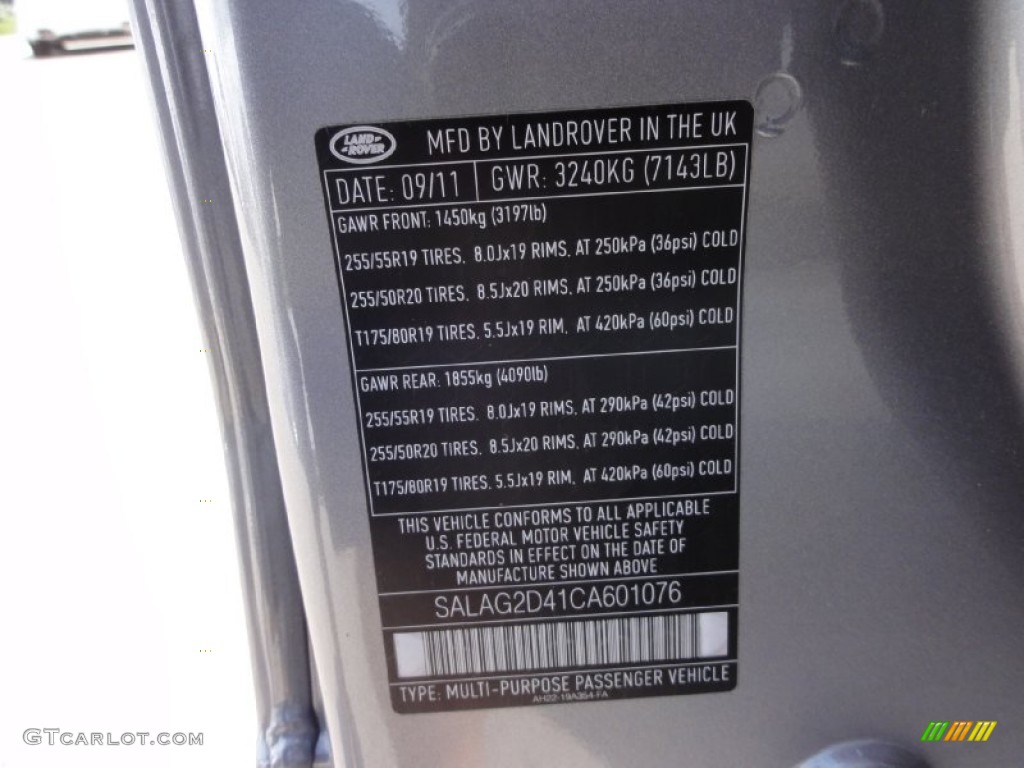 LAND ROVER
MFD BY LANDROVER IN THE UK
DATE: 09/11 GWR: 3240KG (7143LB)
GAWR FRONT: 1450kg (3197lb)
255/55R19 TIRES. 8.0Jx19 RIMS. AT 250kPa (36psi) COLD
255/50R20 TIRES. 8.5Jx20 RIMS. AT 250kPa (36psi) COLD
T175/80R19 TIRES. 5.5Jx19 RIM. AT 420kPa (60psi) COLD
GAWR REAR: 1855kg (4090lb)
255/55R19 TIRES. 8.0Jx19 RIMS. AT 290kPa (42psi) COLD
255/50R20 TIRES. 8.5Jx20 RIMS. AT 290kPa (42psi) COLD
T175/80R19 TIRES. 5.5Jx19 RIM. AT 420kPa (60psi) COLD
THIS VEHICLE CONFORMS TO ALL APPLICABLE
U.S. FEDERAL MOTOR VEHICLE SAFETY
STANDARDS IN EFFECT ON THE DATE OF
MANUFACTURE SHOWN ABOVE
SALAG2D41CA601076
TYPE: MULTI-PURPOSE PASSENGER VEHICLE
AH22-19A354-FA
GTCARLOT.COM